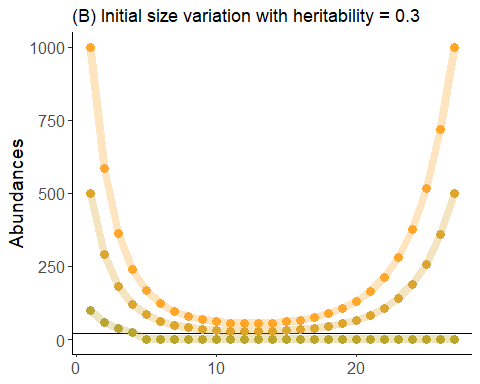 (B) Initial size variation with heritability = 0.3
1000
750
500
250
0
Abundances
0 10 20